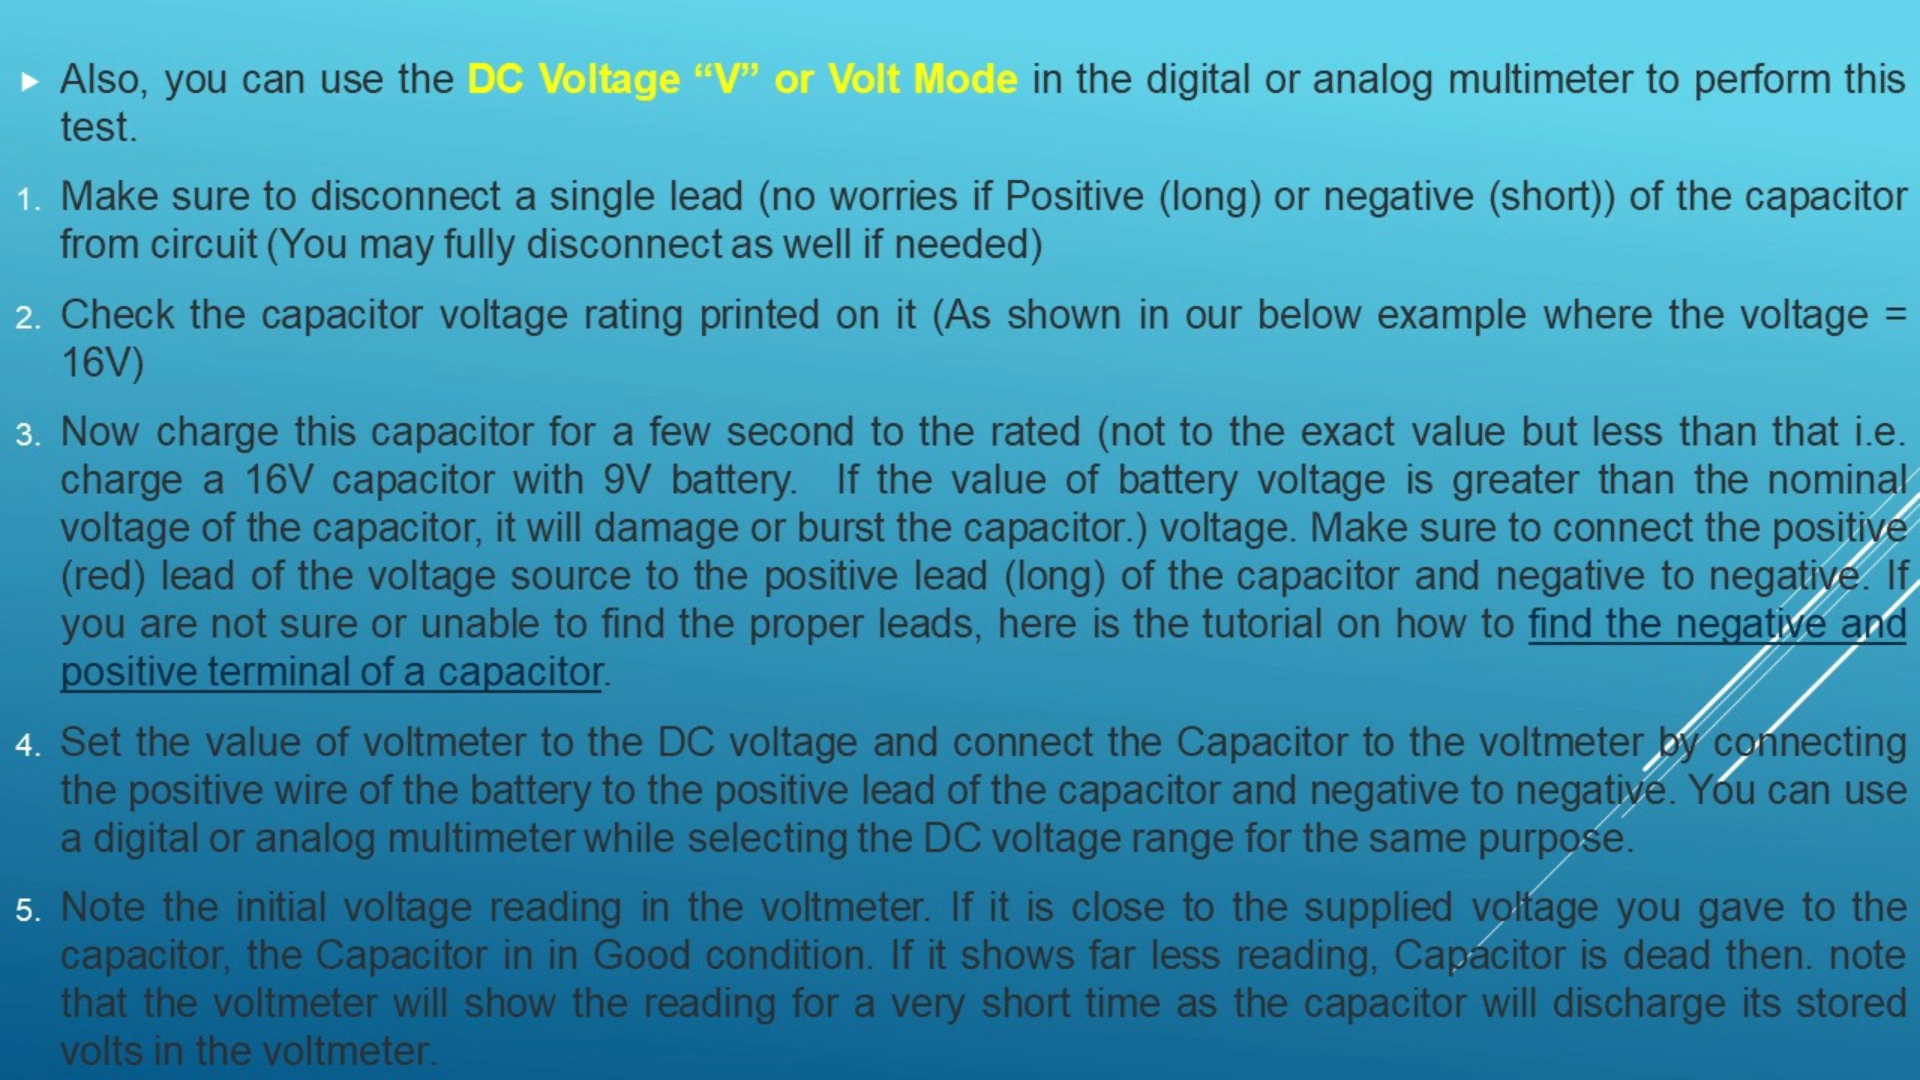 ▶ Also, you can use the DC Voltage “V” or Volt Mode in the digital or analog multimeter to perform this
test.
1. Make sure to disconnect a single lead (no worries if Positive (long) or negative (short)) of the capacitor
from circuit (You may fully disconnect as well if needed)
2. Check the capacitor voltage rating printed on it (As shown in our below example where the voltage =
16V)
3. Now charge this capacitor for a few second to the rated (not to the exact value but less than that i.e.
charge a 16V capacitor with 9V battery. If the value of battery voltage is greater than the nominal
voltage of the capacitor, it will damage or burst the capacitor.) voltage. Make sure to connect the positive
(red) lead of the voltage source to the positive lead (long) of the capacitor and negative to negative. If
you are not sure or unable to find the proper leads, here is the tutorial on how to find the negative and
positive terminal of a capacitor.
4. Set the value of voltmeter to the DC voltage and connect the Capacitor to the voltmeter by connecting
the positive wire of the battery to the positive lead of the capacitor and negative to negative. You can use
a digital or analog multimeter while selecting the DC voltage range for the same purpose.
5. Note the initial voltage reading in the voltmeter. If it is close to the supplied voltage you gave to the
capacitor, the Capacitor in in Good condition. If it shows far less reading, Capacitor is dead then. note
that the voltmeter will show the reading for a very short time as the capacitor will discharge its stored
volts in the voltmeter.